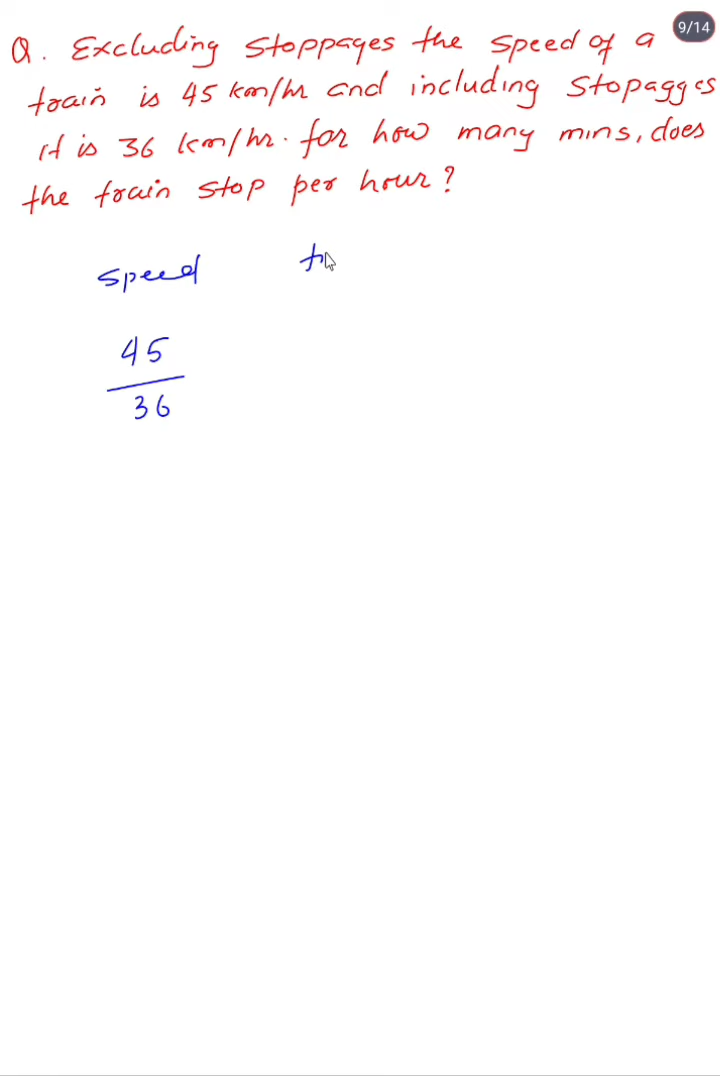 9/14
Q. Excluding stoppages the speed of a
train is 45 km/hr and including stopagges
it is 36 km/hr. for how many mins, does
the train stop per hour?
speed
45
36